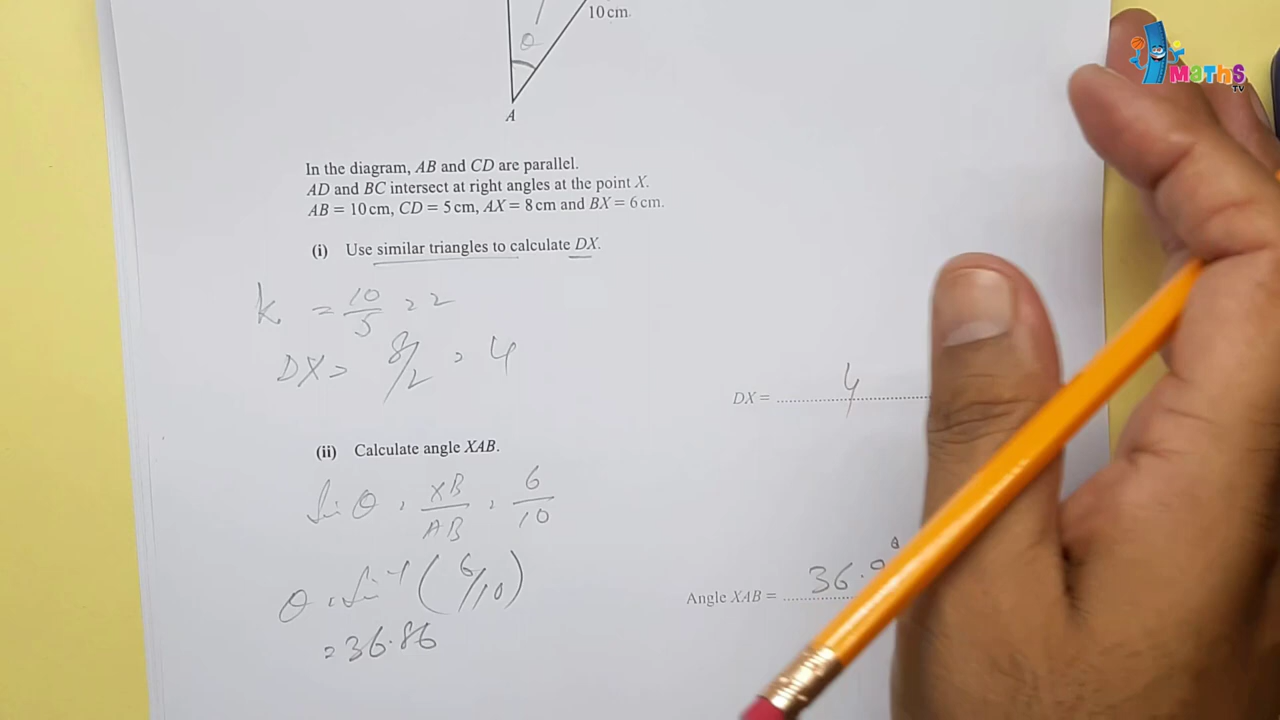 MATHS
TV
10 cm.
θ
A
In the diagram, AB and CD are parallel.
AD and BC intersect at right angles at the point X.
AB = 10 cm, CD = 5 cm, AX = 8 cm and BX = 6 cm.
(i) Use similar triangles to calculate DX.
k = 10/5 = 2
DX = 8/2 = 4
DX = .......... 4
(ii) Calculate angle XAB.
Sin θ = XB/AB = 6/10
θ = Sin⁻¹ (6/10)
= 36.86
Angle XAB = .......... 36.9